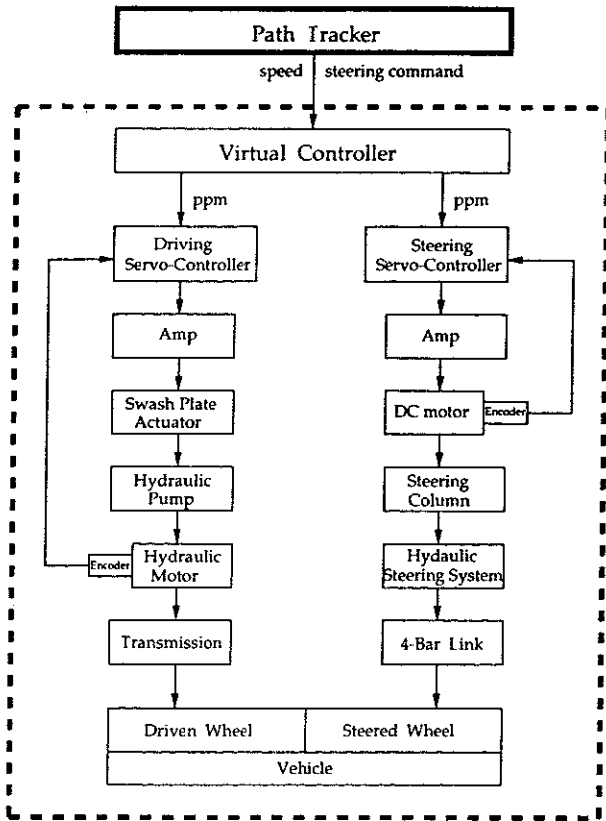 Path Tracker
speed steering command
Virtual Controller
ppm ppm
Driving
Servo-Controller
Steering
Servo-Controller
Amp
Amp
Swash Plate
Actuator
DC motor
Encoder
Hydraulic
Pump
Steering
Column
Encoder
Hydraulic
Motor
Hydaulic
Steering System
Transmission
4-Bar Link
Driven Wheel
Steered Wheel
Vehicle